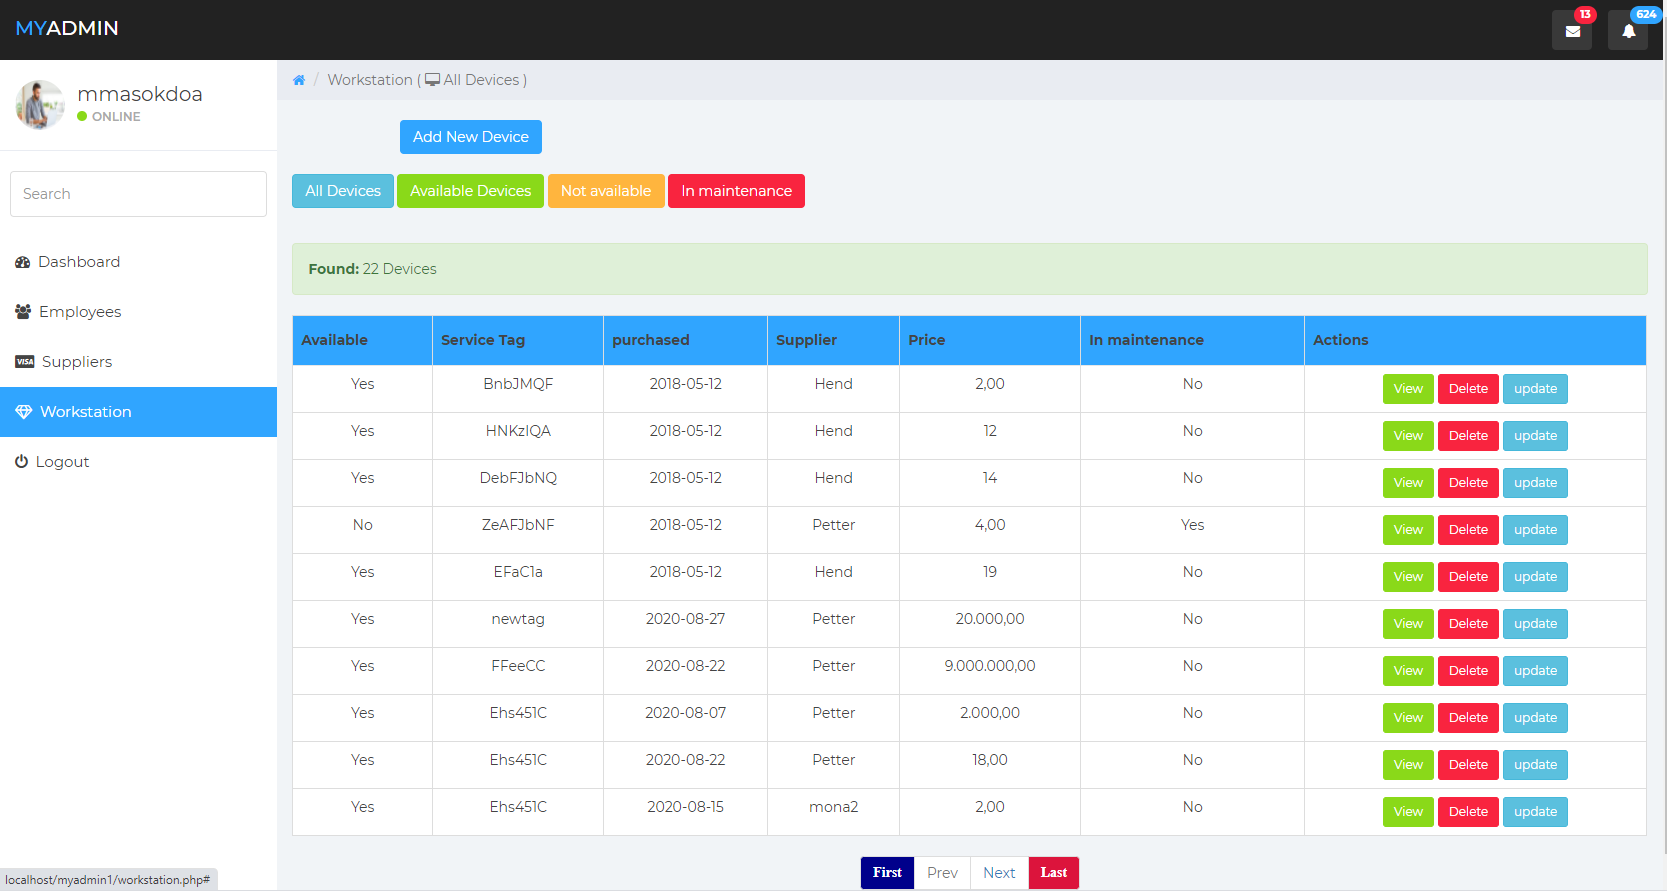 MYADMIN
13
624
mmasokdoa
ONLINE
Search
Dashboard
Employees
VISA Suppliers
Workstation
Logout
/ Workstation ( All Devices )
Add New Device
All Devices Available Devices Not available In maintenance
Found: 22 Devices
Available Service Tag purchased Supplier Price In maintenance Actions
Yes BnbJMQF 2018-05-12 Hend 2,00 No View Delete update
Yes HNKzIQA 2018-05-12 Hend 12 No View Delete update
Yes DebFJbNQ 2018-05-12 Hend 14 No View Delete update
No ZeAFJbNF 2018-05-12 Petter 4,00 Yes View Delete update
Yes EFaC1a 2018-05-12 Hend 19 No View Delete update
Yes newtag 2020-08-27 Petter 20.000,00 No View Delete update
Yes FFeeCC 2020-08-22 Petter 9.000.000,00 No View Delete update
Yes Ehs451C 2020-08-07 Petter 2.000,00 No View Delete update
Yes Ehs451C 2020-08-22 Petter 18,00 No View Delete update
Yes Ehs451C 2020-08-15 mona2 2,00 No View Delete update
First Prev Next Last
localhost/myadmin1/workstation.php#